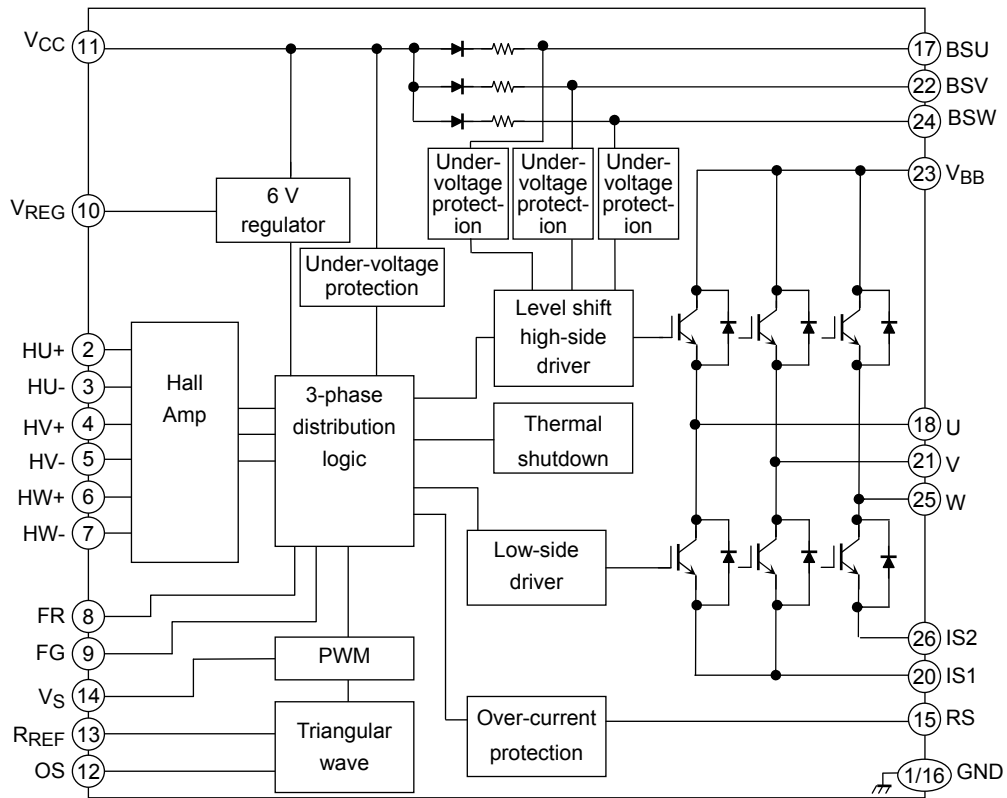 VCC 11
17 BSU
22 BSV
24 BSW
Under-
voltage
protect-
ion
Under-
voltage
protect-
ion
Under-
voltage
protect-
ion
23 VBB
VREG 10
6 V
regulator
Under-voltage
protection
Level shift
high-side
driver
HU+ 2
HU- 3
HV+ 4
HV- 5
HW+ 6
HW- 7
Hall
Amp
3-phase
distribution
logic
Thermal
shutdown
18 U
21 V
25 W
Low-side
driver
FR 8
FG 9
VS 14
RREF 13
OS 12
PWM
Triangular
wave
Over-current
protection
26 IS2
20 IS1
15 RS
1/16 GND